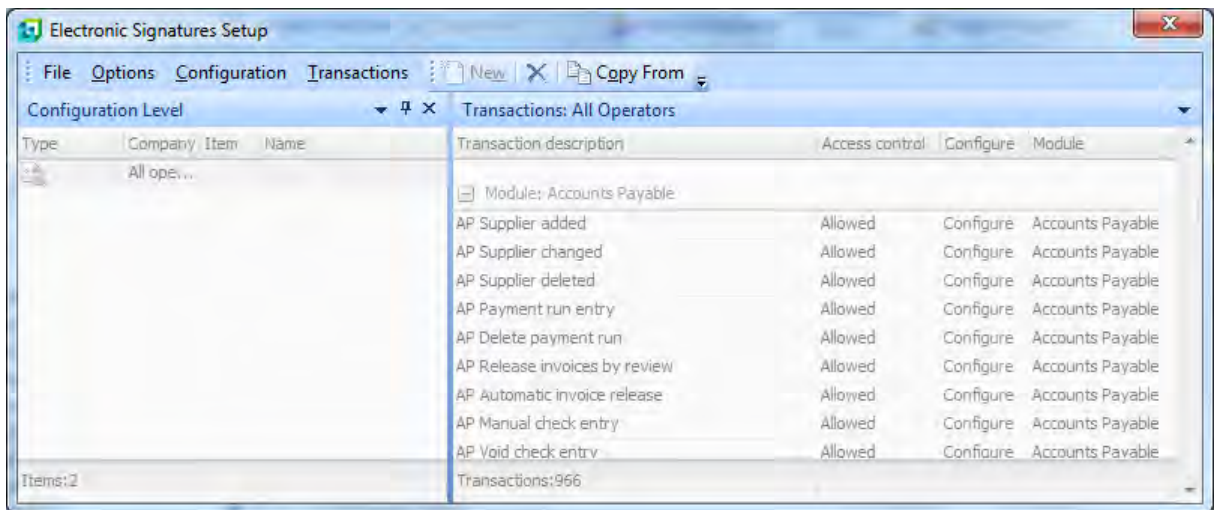 Electronic Signatures Setup
File Options Configuration Transactions New Copy From
Configuration Level
Transactions: All Operators
Type Company Item Name
All ope...
Items:2
Transaction description Access control Configure Module
Module: Accounts Payable
AP Supplier added Allowed Configure Accounts Payable
AP Supplier changed Allowed Configure Accounts Payable
AP Supplier deleted Allowed Configure Accounts Payable
AP Payment run entry Allowed Configure Accounts Payable
AP Delete payment run Allowed Configure Accounts Payable
AP Release invoices by review Allowed Configure Accounts Payable
AP Automatic invoice release Allowed Configure Accounts Payable
AP Manual check entry Allowed Configure Accounts Payable
AP Void check entry Allowed Configure Accounts Payable
Transactions:966